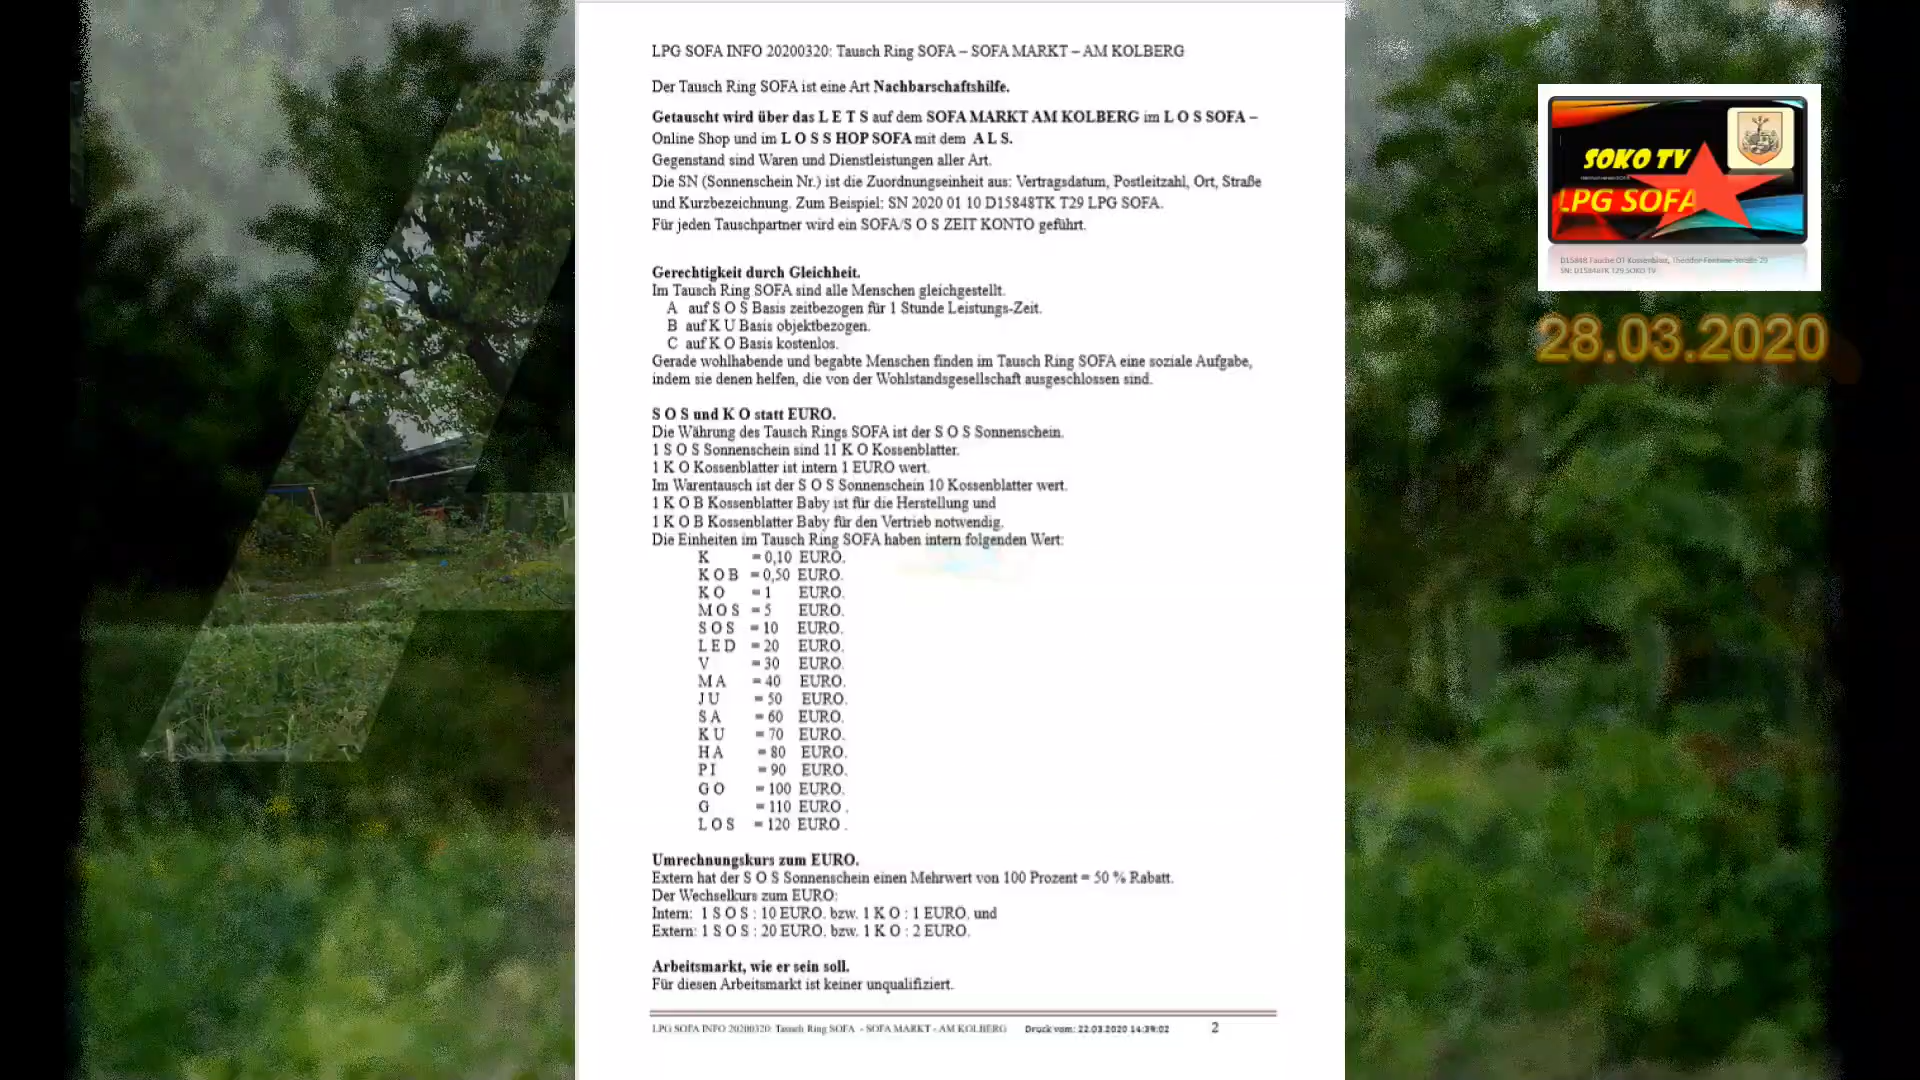 LPG SOFA INFO 20200320: Tausch Ring SOFA – SOFA MARKT – AM KOLBERG
Der Tausch Ring SOFA ist eine Art Nachbarschaftshilfe.
Getauscht wird über das L E T S auf dem SOFA MARKT AM KOLBERG im L O S SOFA –
Online Shop und im L O S S HOP SOFA mit dem A L S.
Gegenstand sind Waren und Dienstleistungen aller Art.
Die SN (Sonnenschein Nr.) ist die Zuordnungseinheit aus: Vertragsdatum, Postleitzahl, Ort, Straße
und Kurzbezeichnung. Zum Beispiel: SN 2020 01 10 D15848TK T29 LPG SOFA.
Für jeden Tauschpartner wird ein SOFA/S O S ZEIT KONTO geführt.
Gerechtigkeit durch Gleichheit.
Im Tausch Ring SOFA sind alle Menschen gleichgestellt.
A auf S O S Basis zeitbezogen für 1 Stunde Leistungs-Zeit.
B auf K U Basis objektbezogen.
C auf K O Basis kostenlos.
Gerade wohlhabende und begabte Menschen finden im Tausch Ring SOFA eine soziale Aufgabe,
indem sie denen helfen, die von der Wohlstandsgesellschaft ausgeschlossen sind.
S O S und K O statt EURO.
Die Währung des Tausch Rings SOFA ist der S O S Sonnenschein.
1 S O S Sonnenschein sind 11 K O Kossenblatter.
1 K O Kossenblatter ist intern 1 EURO wert.
Im Warentausch ist der S O S Sonnenschein 10 Kossenblatter wert.
1 K O B Kossenblatter Baby ist für die Herstellung und
1 K O B Kossenblatter Baby für den Vertrieb notwendig.
Die Einheiten im Tausch Ring SOFA haben intern folgenden Wert:
K = 0,10 EURO.
K O B = 0,50 EURO.
K O = 1 EURO.
M O S = 5 EURO.
S O S = 10 EURO.
L E D = 20 EURO.
V = 30 EURO.
M A = 40 EURO.
J U = 50 EURO.
S A = 60 EURO.
K U = 70 EURO.
H A = 80 EURO.
P I = 90 EURO.
G O = 100 EURO.
G = 110 EURO .
L O S = 120 EURO .
Umrechnungskurs zum EURO.
Extern hat der S O S Sonnenschein einen Mehrwert von 100 Prozent = 50 % Rabatt.
Der Wechselkurs zum EURO:
Intern: 1 S O S : 10 EURO. bzw. 1 K O : 1 EURO. und
Extern: 1 S O S : 20 EURO. bzw. 1 K O : 2 EURO.
Arbeitsmarkt, wie er sein soll.
Für diesen Arbeitsmarkt ist keiner unqualifiziert.
LPG SOFA INFO 20200320: Tausch Ring SOFA - SOFA MARKT - AM KOLBERG Druck vom: 22.03.2020 14:39:02 2
SOKO TV
LPG SOFA
D15848 Tauche OT Kossenblatt, Theodor-Fontane-Straße 29
SN: D15848TK T29 SOKO TV
28.03.2020